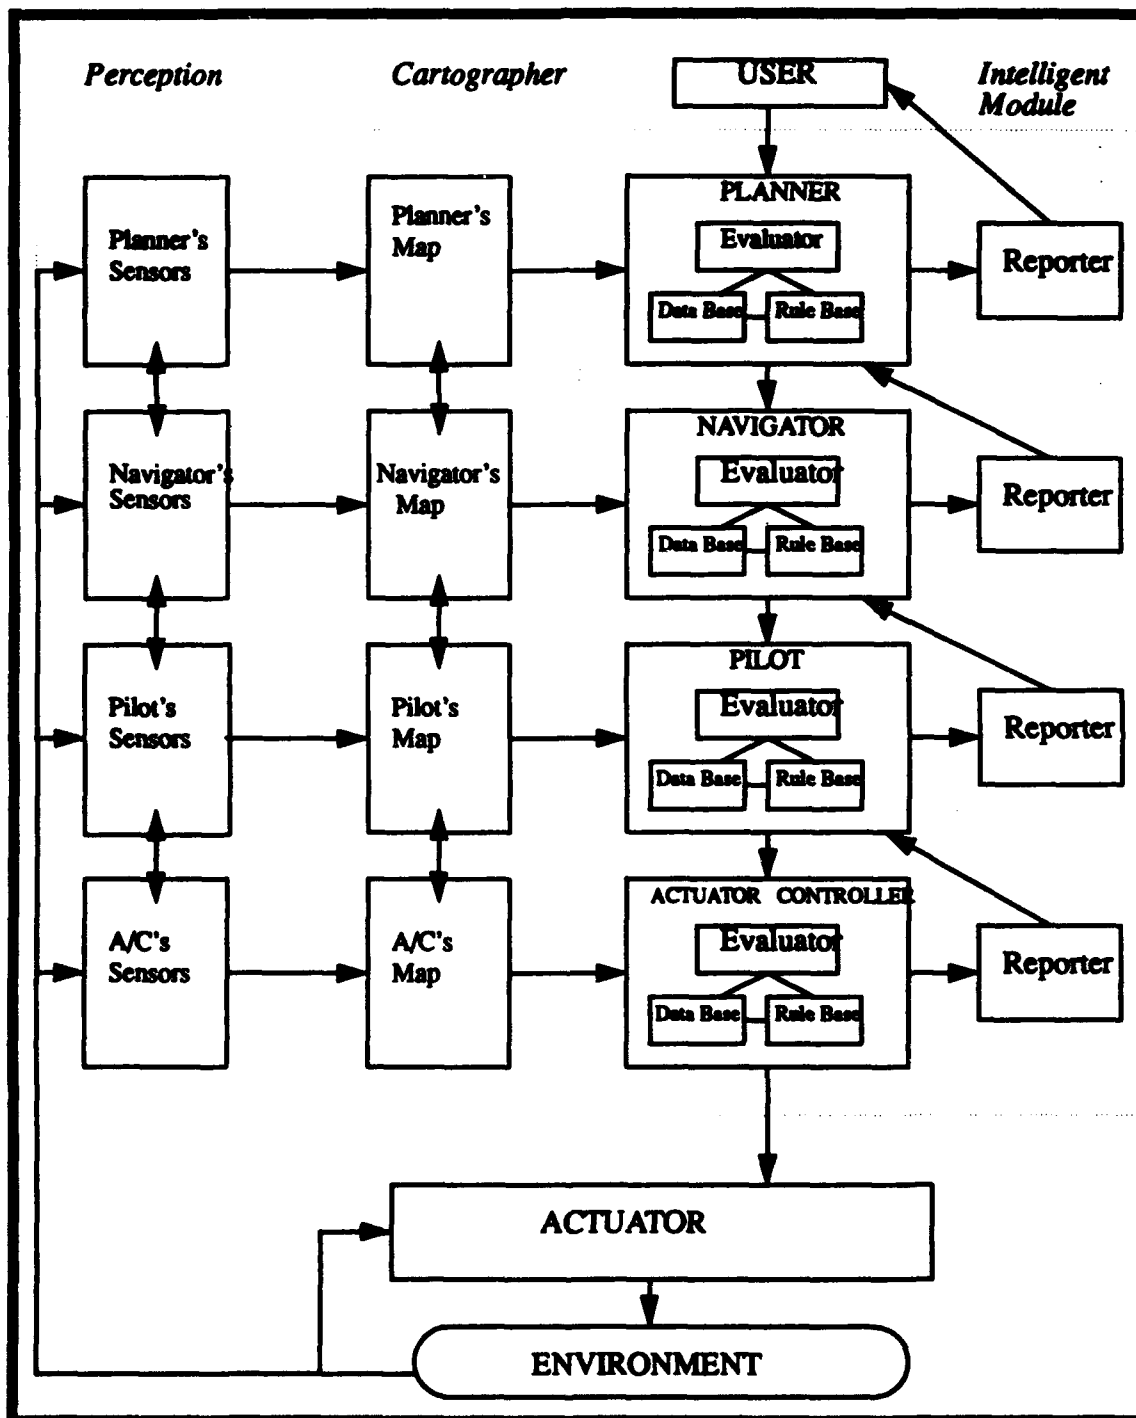 Perception
Cartographer
USER
Intelligent
Module
Planner's
Sensors
Planner's
Map
PLANNER
Evaluator
Data Base
Rule Base
Reporter
Navigator's
Sensors
Navigator's
Map
NAVIGATOR
Evaluator
Data Base
Rule Base
Reporter
Pilot's
Sensors
Pilot's
Map
PILOT
Evaluator
Data Base
Rule Base
Reporter
A/C's
Sensors
A/C's
Map
ACTUATOR CONTROLLER
Evaluator
Data Base
Rule Base
Reporter
ACTUATOR
ENVIRONMENT